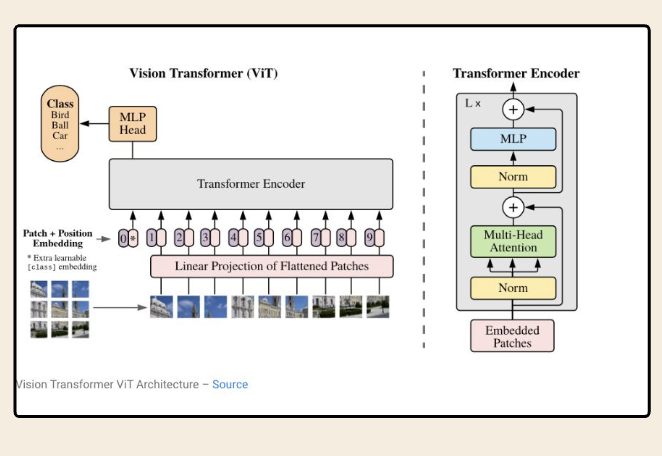 Vision Transformer (ViT)
Class
Bird
Ball
Car
...
MLP
Head
Transformer Encoder
Patch + Position
Embedding
* Extra learnable
[class] embedding
0 * 1 2 3 4 5 6 7 8 9
Linear Projection of Flattened Patches
Transformer Encoder
L x
+
MLP
Norm
+
Multi-Head
Attention
Norm
Embedded
Patches
Vision Transformer ViT Architecture – Source